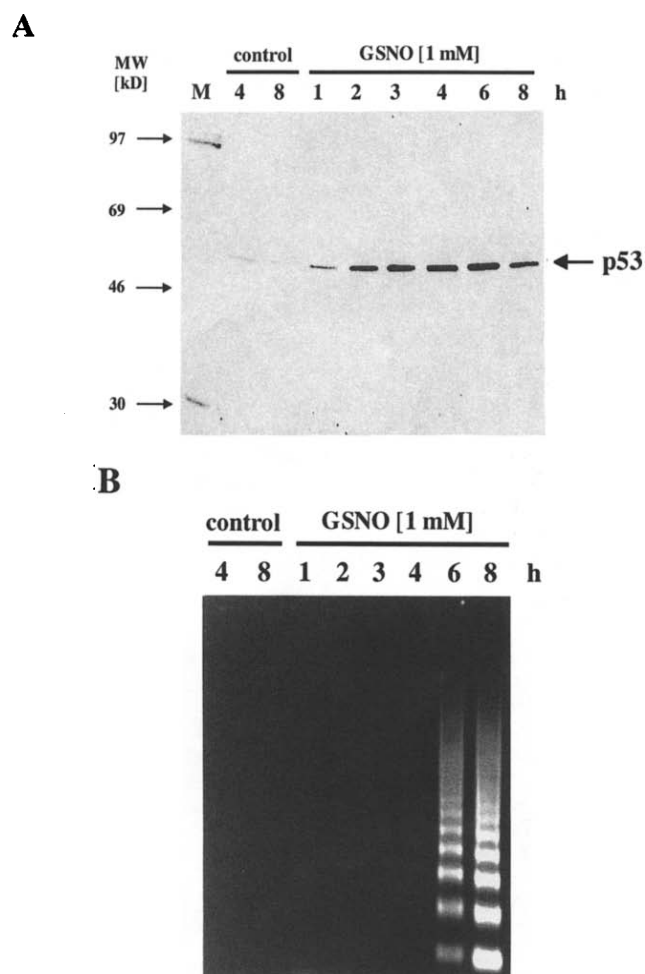 A
MW
[kD]
control
GSNO [1 mM]
M
4 8 1 2 3 4 6 8 h
97
69
46
30
p53
B
control GSNO [1 mM]
4 8 1 2 3 4 6 8 h